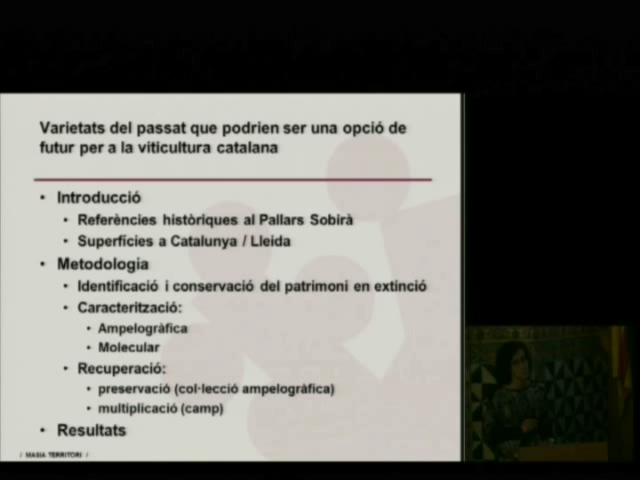 Varietats del passat que podrien ser una opció de
futur per a la viticultura catalana
• Introducció
• Referències històriques al Pallars Sobirà
• Superfícies a Catalunya / Lleida
• Metodologia
• Identificació i conservació del patrimoni en extinció
• Caracterització:
• Ampelogràfica
• Molecular
• Recuperació:
• preservació (col·lecció ampelogràfica)
• multiplicació (camp)
• Resultats
/ MASIA TERRITORI /